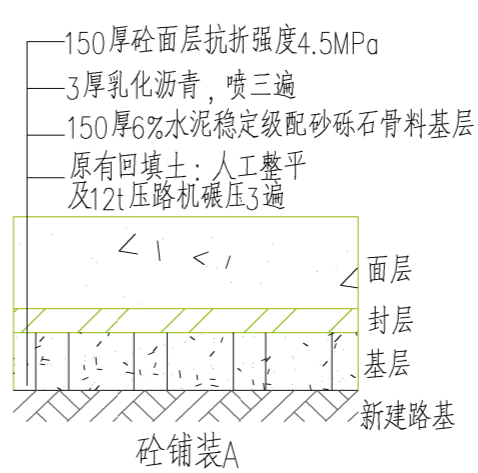 150厚砼面层抗折强度4.5MPa
3厚乳化沥青，喷三遍
150厚6%水泥稳定级配砂砾石骨料基层
原有回填土：人工整平
及12t压路机碾压3遍
面层
封层
基层
新建路基
砼铺装A